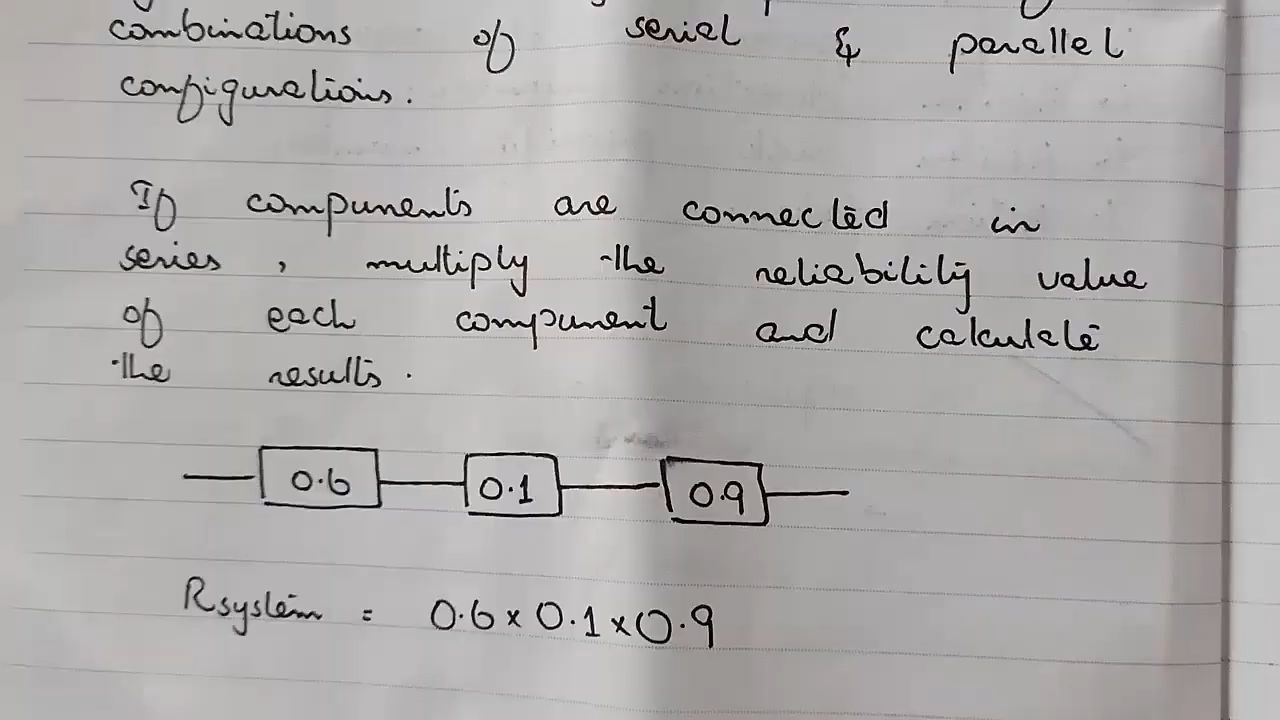 combinations of serial & parallel
configurations.
If components are connected in
series, multiply the reliability value
of each component and calculate
the results.
0.6 0.1 0.9
Rsystem = 0.6 x 0.1 x 0.9